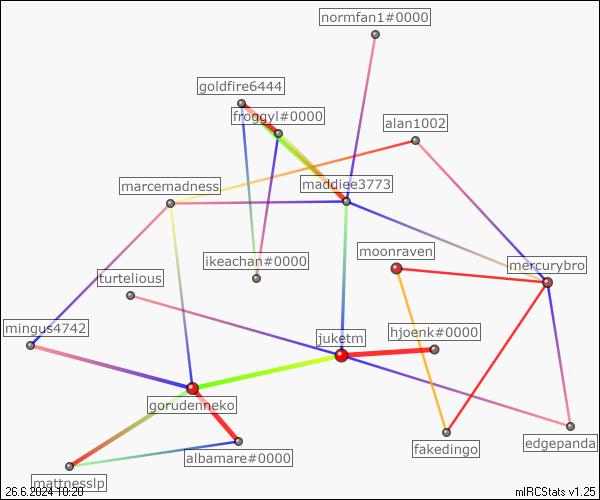 normfan1#0000
goldfire6444
froggyl#0000
alan1002
marcemadness
maddiee3773
moonraven
ikeachan#0000
mercurybro
turtelious
mingus4742
juketm
hjoenk#0000
gorudenneko
fakedingo
edgepanda
albamare#0000
mattnesslp
26.6.2024 10:20
mIRCStats v1.25